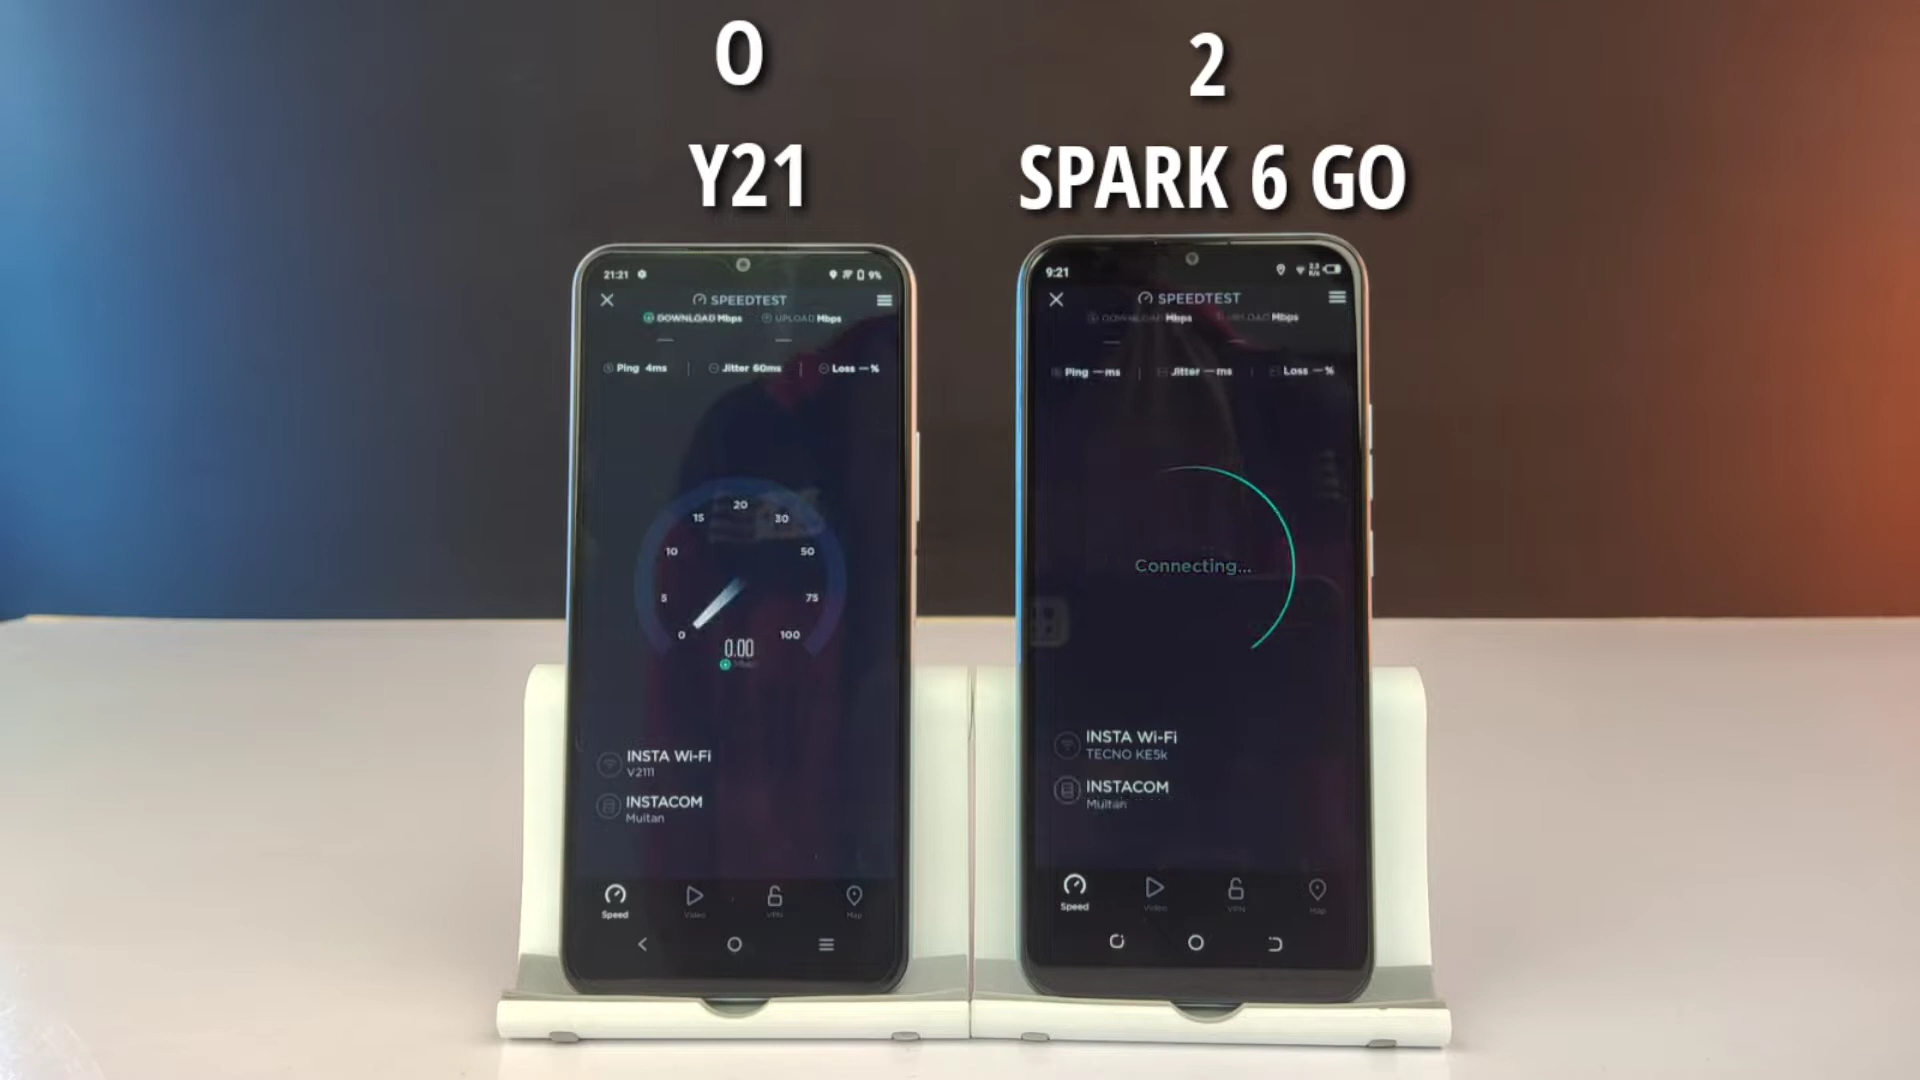 0
2
Y21
SPARK 6 GO
21:21
9%
SPEEDTEST
DOWNLOAD Mbps
UPLOAD Mbps
Ping 4ms
Jitter 60ms
Loss — %
20
15
30
10
50
5
75
0
100
0.00
Mbps
INSTA Wi-Fi
V2111
INSTACOM
Multan
Speed
Video
VPN
Map
9:21
SPEEDTEST
DOWNLOAD Mbps
UPLOAD Mbps
Ping — ms
Jitter — ms
Loss — %
Connecting...
INSTA Wi-Fi
TECNO KE5k
INSTACOM
Multan
Speed
Video
VPN
Map